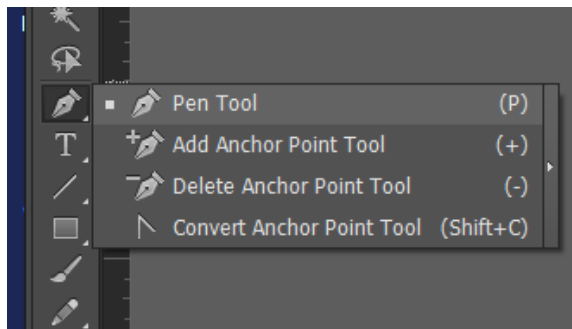 Pen Tool (P)
Add Anchor Point Tool (+)
T
Delete Anchor Point Tool (-)
Convert Anchor Point Tool (Shift+C)